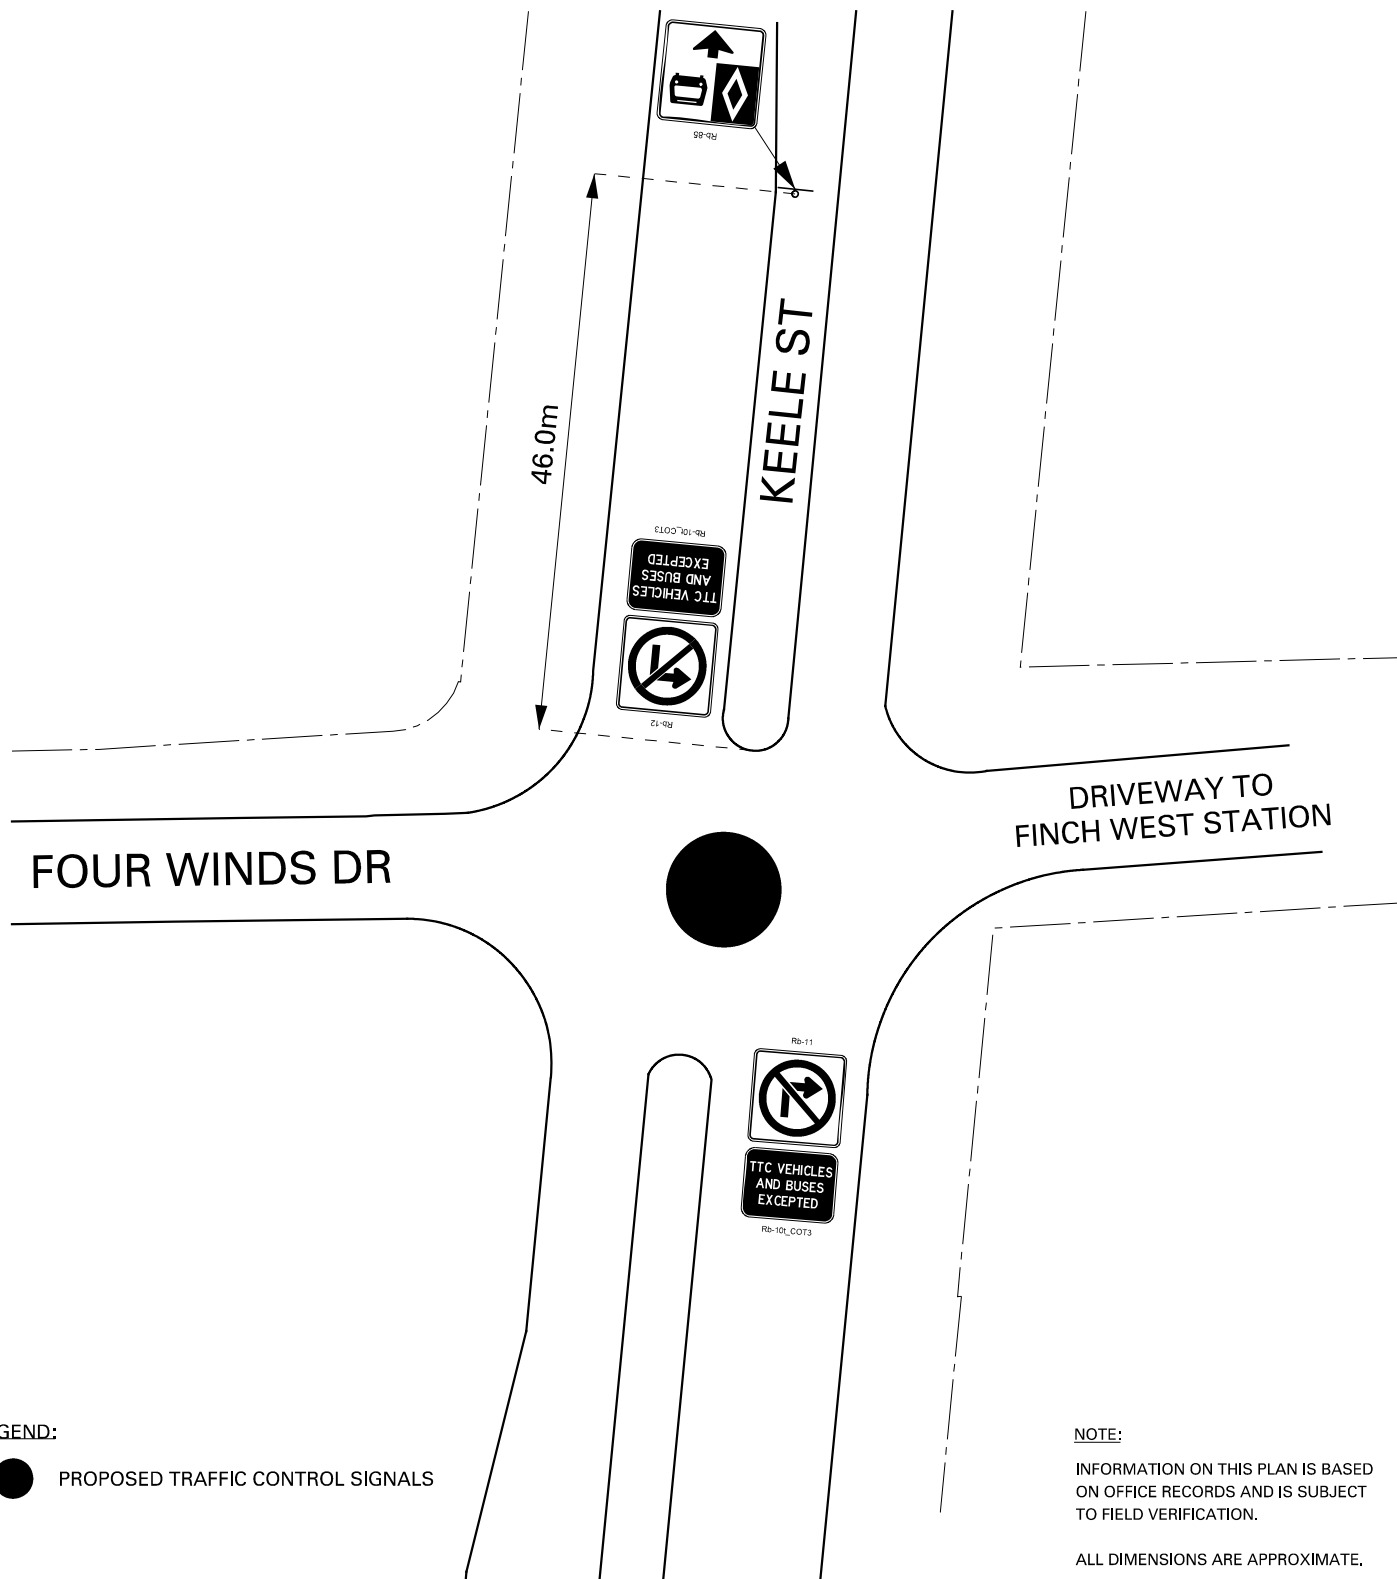 Rb-85
KEELE ST
46.0m
Rb-10t_COT3
TTC VEHICLES
AND BUSES
EXCEPTED
Rb-12
DRIVEWAY TO
FINCH WEST STATION
FOUR WINDS DR
Rb-11
TTC VEHICLES
AND BUSES
EXCEPTED
Rb-10t_COT3
GEND:
PROPOSED TRAFFIC CONTROL SIGNALS
NOTE:
INFORMATION ON THIS PLAN IS BASED
ON OFFICE RECORDS AND IS SUBJECT
TO FIELD VERIFICATION.
ALL DIMENSIONS ARE APPROXIMATE.